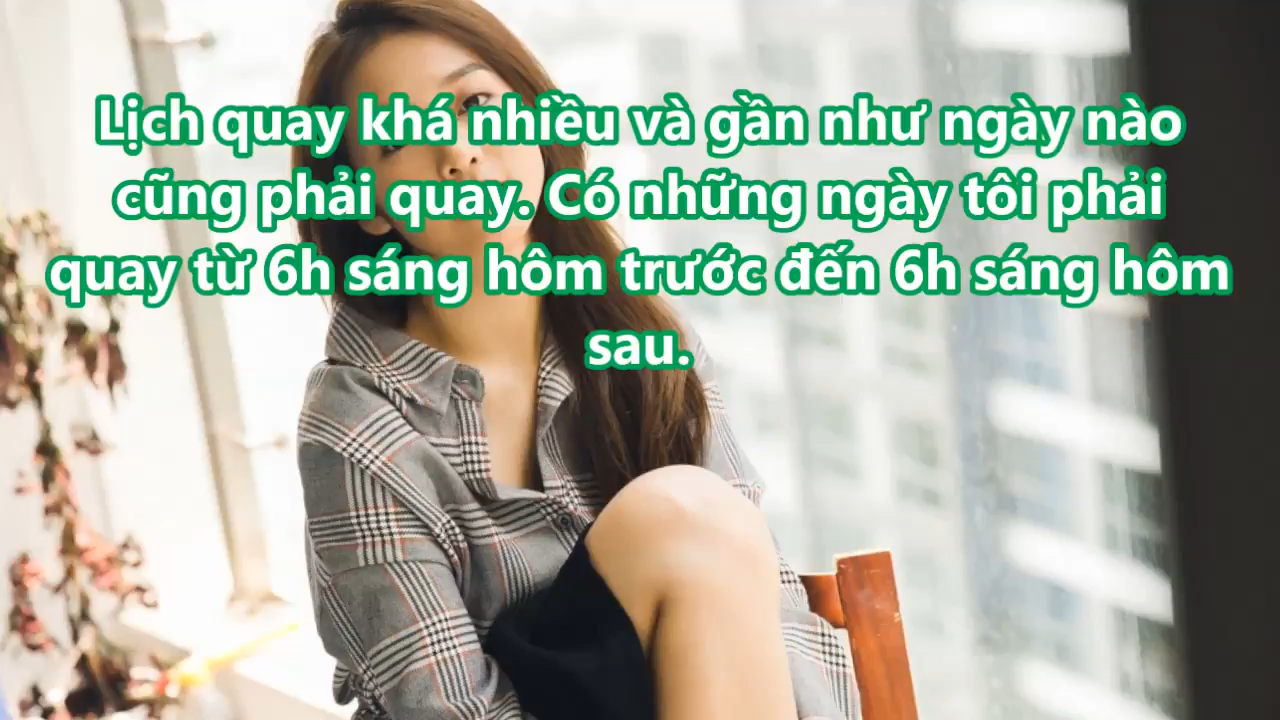 Lịch quay khá nhiều và gần như ngày nào
cũng phải quay. Có những ngày tôi phải
quay từ 6h sáng hôm trước đến 6h sáng hôm
sau.